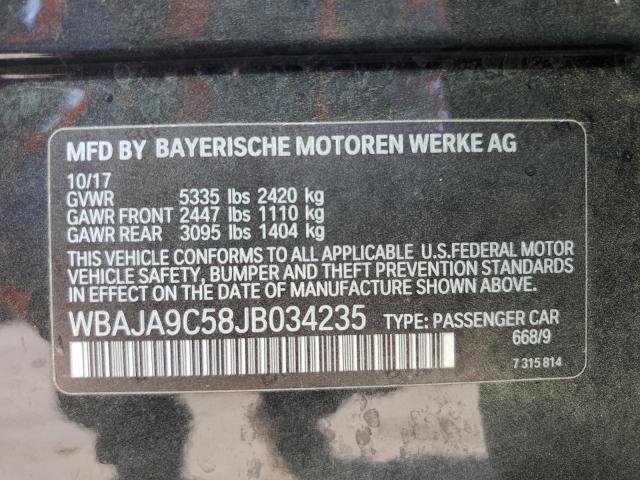 MFD BY BAYERISCHE MOTOREN WERKE AG
10/17
GVWR 5335 lbs 2420 kg
GAWR FRONT 2447 lbs 1110 kg
GAWR REAR 3095 lbs 1404 kg
THIS VEHICLE CONFORMS TO ALL APPLICABLE U.S.FEDERAL MOTOR
VEHICLE SAFETY, BUMPER AND THEFT PREVENTION STANDARDS
IN EFFECT ON THE DATE OF MANUFACTURE SHOWN ABOVE.
WBAJA9C58JB034235 TYPE: PASSENGER CAR
668/9
7 315 814